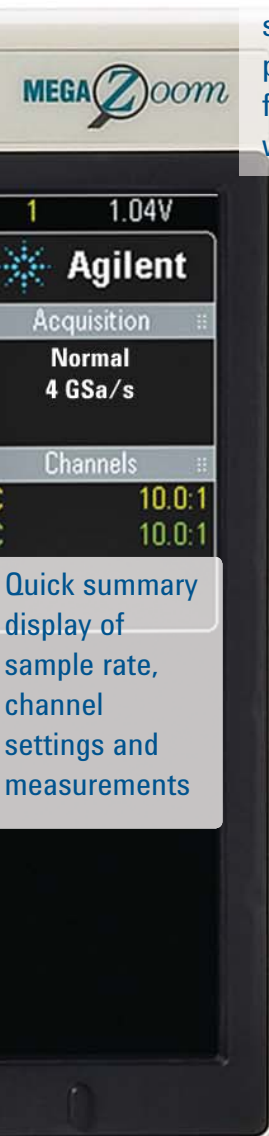 MEGA Zoom
1 1.04V
Agilent
Acquisition
Normal
4 GSa/s
Channels
10.0:1
10.0:1
Quick summary
display of
sample rate,
channel
settings and
measurements